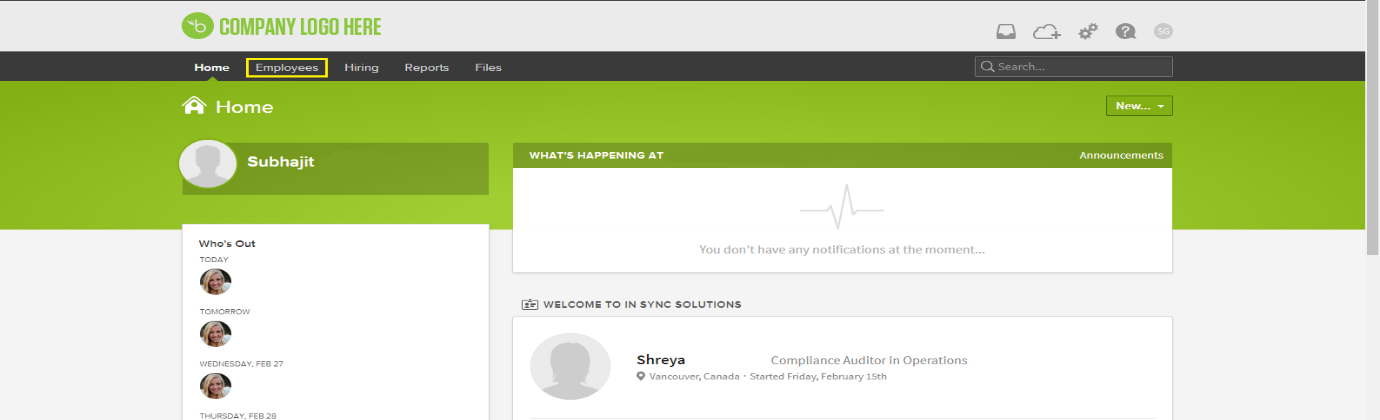 b COMPANY LOGO HERE
SG
Home Employees Hiring Reports Files Search...
Home New...
Subhajit
WHAT'S HAPPENING AT Announcements
You don't have any notifications at the moment...
Who's Out
TODAY
TOMORROW
WEDNESDAY, FEB 27
THURSDAY, FEB 28
WELCOME TO IN SYNC SOLUTIONS
Shreya Compliance Auditor in Operations
Vancouver, Canada · Started Friday, February 15th